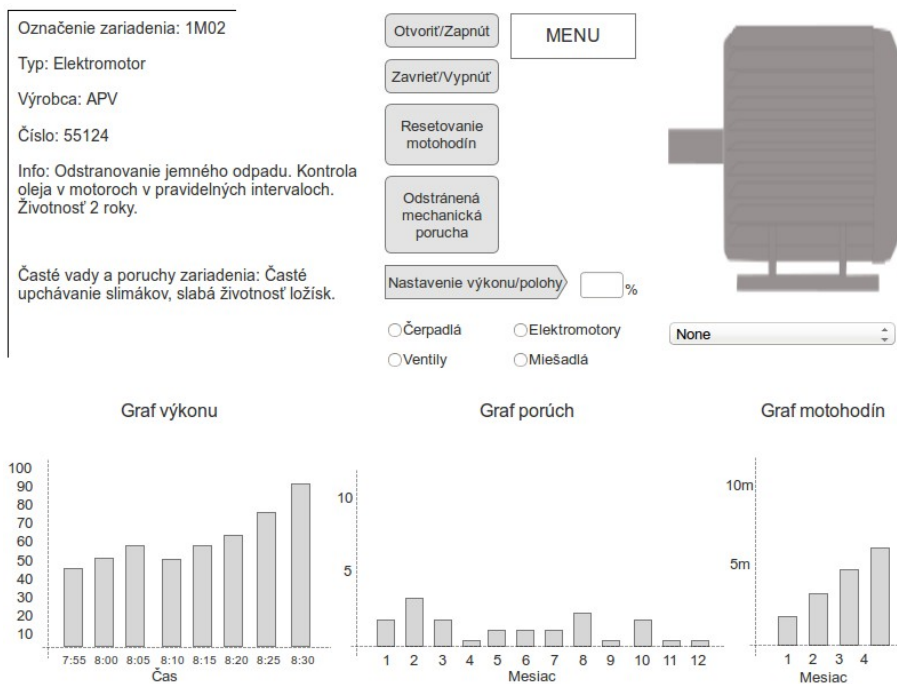 Označenie zariadenia: 1M02
Typ: Elektromotor
Výrobca: APV
Číslo: 55124
Info: Odstranovanie jemného odpadu. Kontrola
oleja v motoroch v pravidelných intervaloch.
Životnosť 2 roky.
Časté vady a poruchy zariadenia: Časté
upchávanie slimákov, slabá životnosť ložísk.
Otvoriť/Zapnút
Zavrieť/Vypnúť
Resetovanie
motohodín
Odstránená
mechanická
porucha
Nastavenie výkonu/polohy
%
Čerpadlá
Elektromotory
Ventily
Miešadlá
MENU
None
Graf výkonu
100
90
80
70
60
50
40
30
20
10
7:55 8:00 8:05 8:10 8:15 8:20 8:25 8:30
Čas
Graf porúch
10
5
1 2 3 4 5 6 7 8 9 10 11 12
Mesiac
Graf motohodín
10m
5m
1 2 3 4
Mesiac